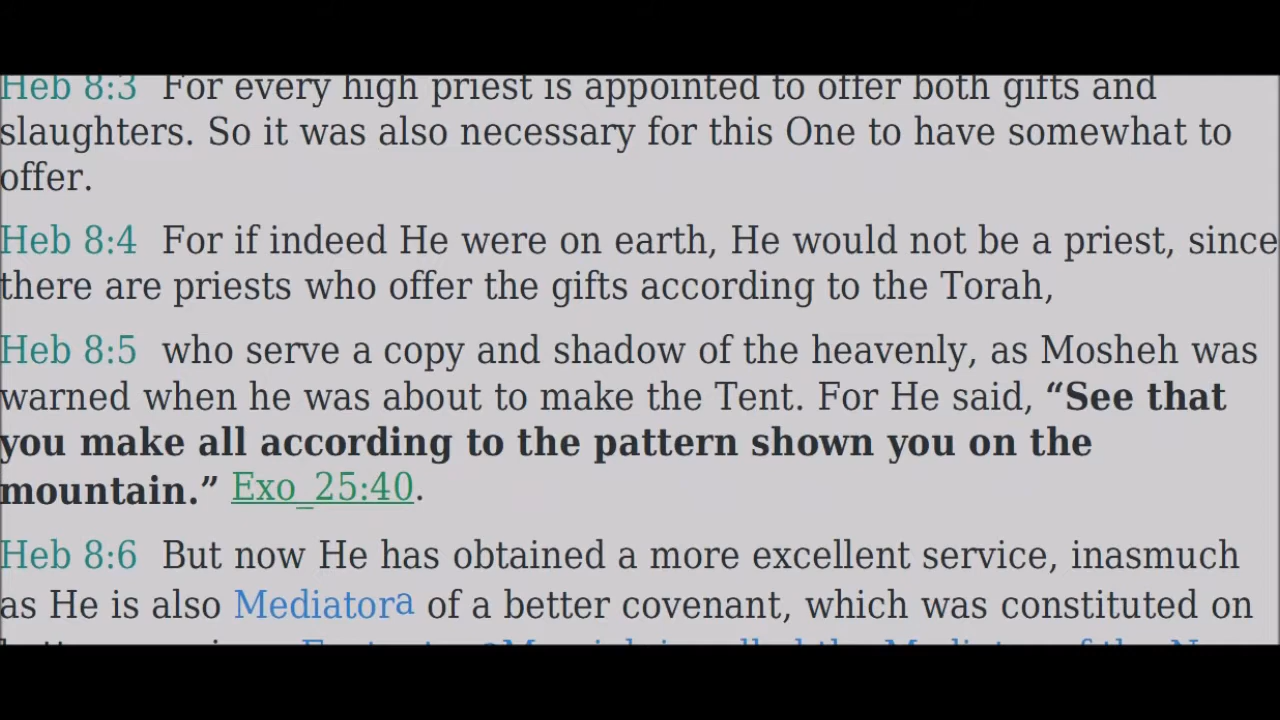 Heb 8:3 For every high priest is appointed to offer both gifts and
slaughters. So it was also necessary for this One to have somewhat to
offer.
Heb 8:4 For if indeed He were on earth, He would not be a priest, since
there are priests who offer the gifts according to the Torah,
Heb 8:5 who serve a copy and shadow of the heavenly, as Mosheh was
warned when he was about to make the Tent. For He said, “See that
you make all according to the pattern shown you on the
mountain.” Exo_25:40.
Heb 8:6 But now He has obtained a more excellent service, inasmuch
as He is also Mediatora of a better covenant, which was constituted on